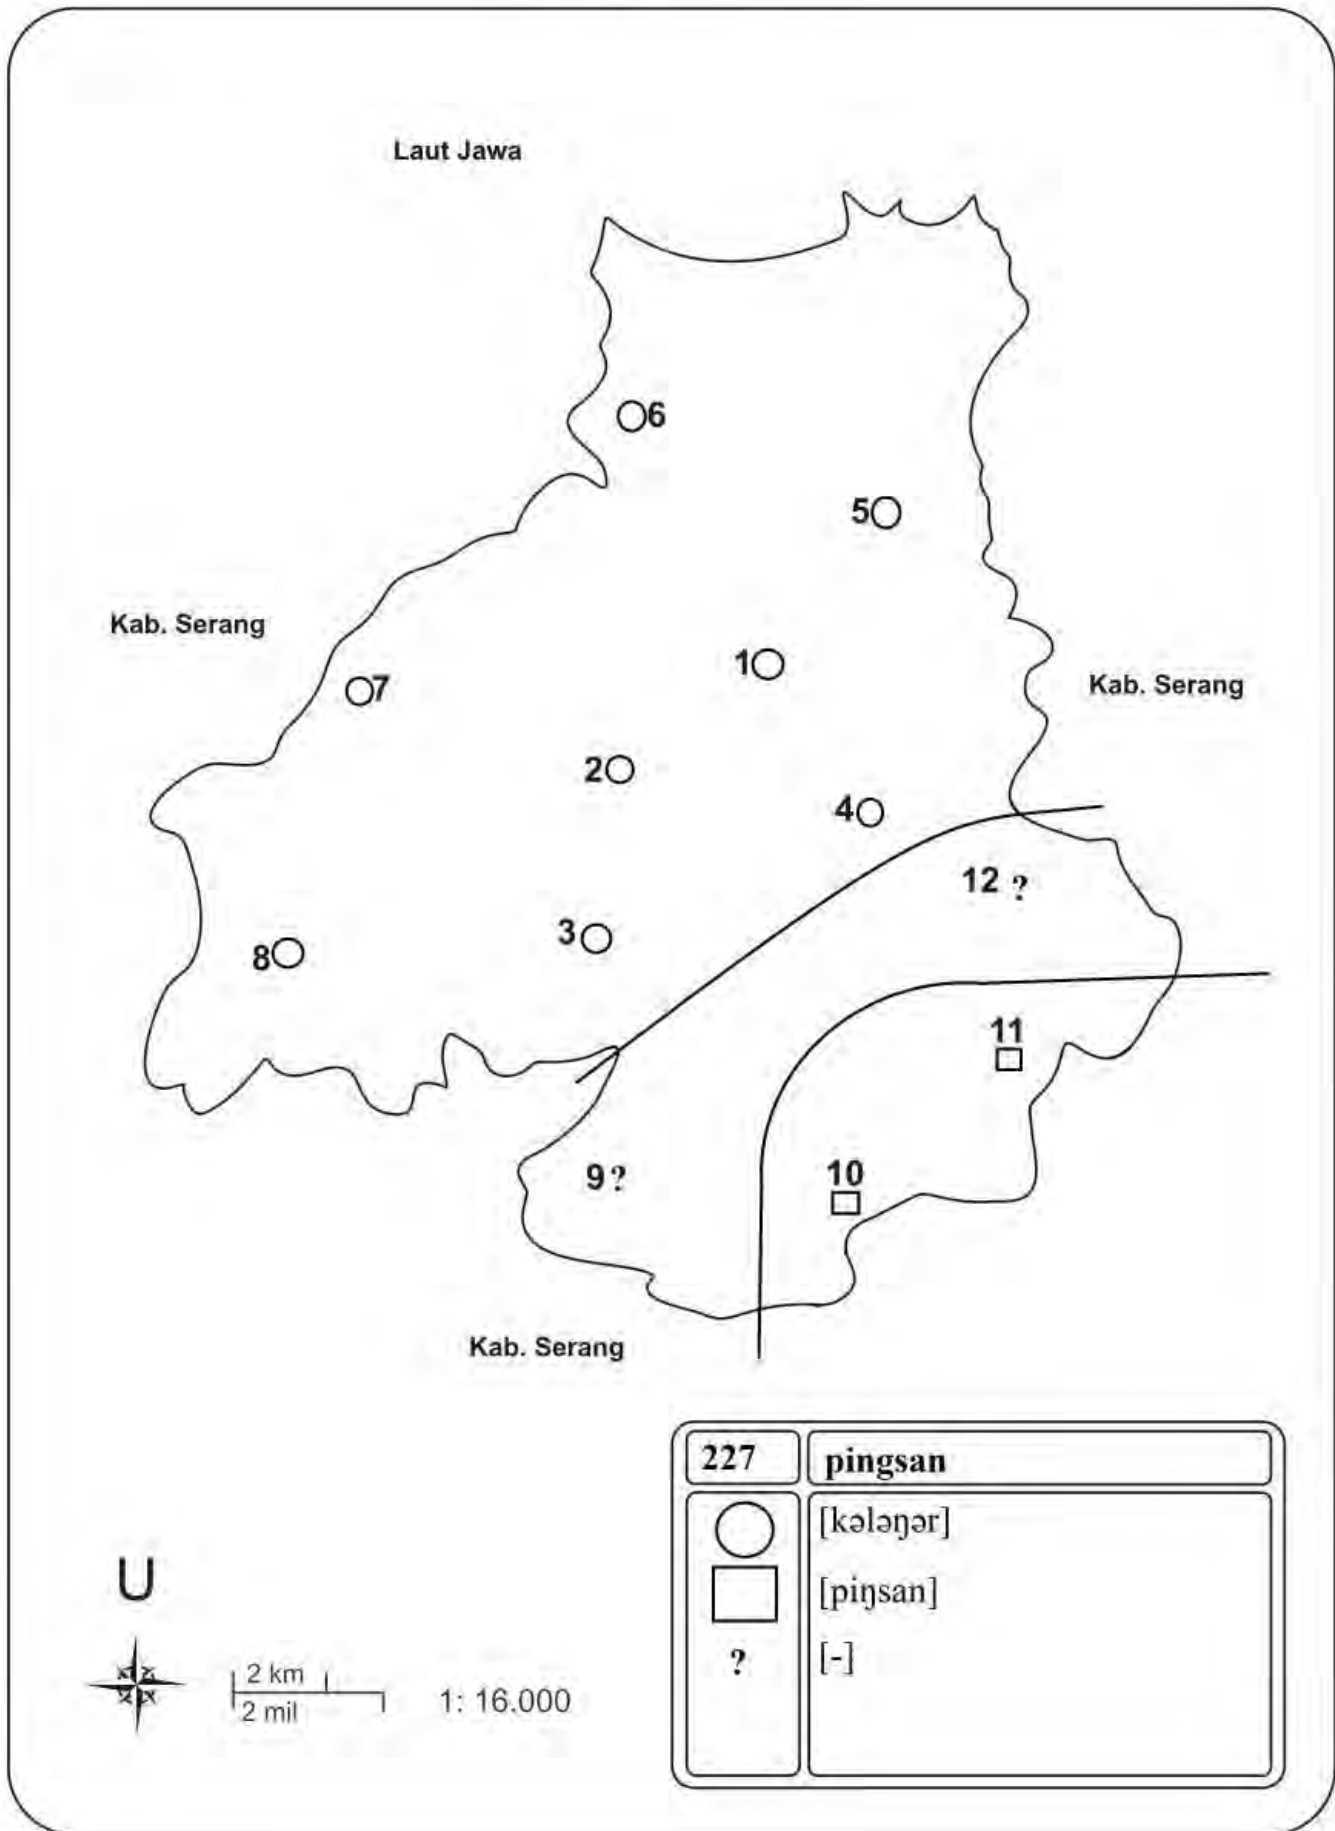 Laut Jawa
6
5
Kab. Serang
1
7
Kab. Serang
2
4
12 ?
3
8
11
9 ?
10
Kab. Serang
227 pingsan
[kələŋər]
[piŋsan]
? [-]
U
2 km
2 mil
1: 16.000